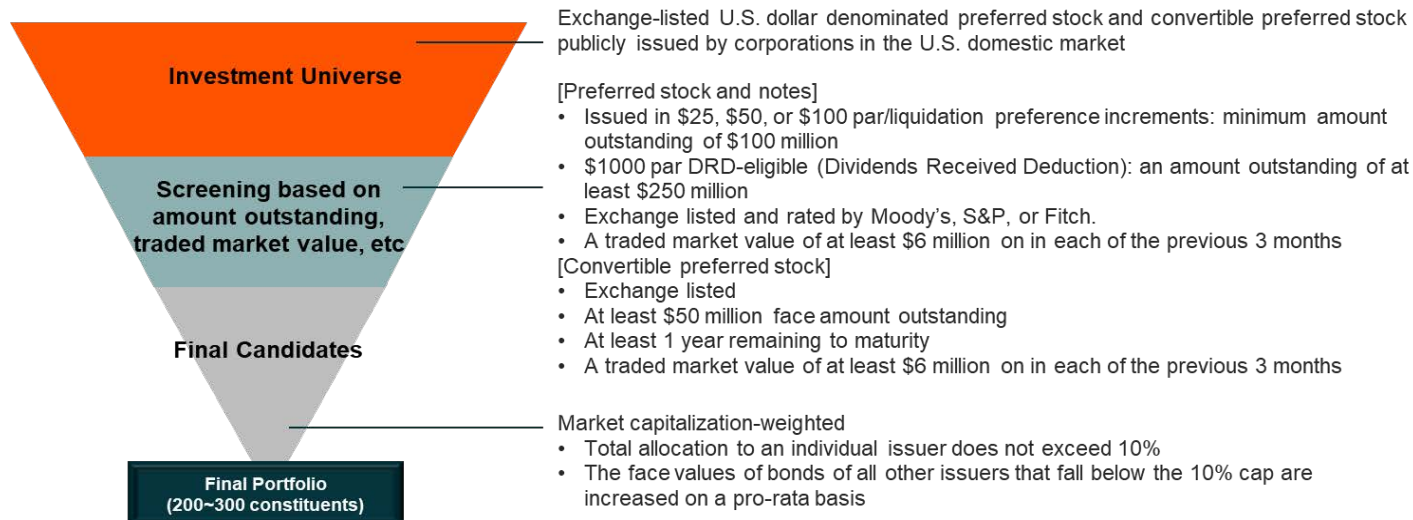 Investment Universe
Screening based on
amount outstanding,
traded market value, etc
Final Candidates
Final Portfolio
(200~300 constituents)
Exchange-listed U.S. dollar denominated preferred stock and convertible preferred stock
publicly issued by corporations in the U.S. domestic market
[Preferred stock and notes]
• Issued in $25, $50, or $100 par/liquidation preference increments: minimum amount
outstanding of $100 million
• $1000 par DRD-eligible (Dividends Received Deduction): an amount outstanding of at
least $250 million
• Exchange listed and rated by Moody's, S&P, or Fitch.
• A traded market value of at least $6 million on in each of the previous 3 months
[Convertible preferred stock]
• Exchange listed
• At least $50 million face amount outstanding
• At least 1 year remaining to maturity
• A traded market value of at least $6 million on in each of the previous 3 months
Market capitalization-weighted
• Total allocation to an individual issuer does not exceed 10%
• The face values of bonds of all other issuers that fall below the 10% cap are
increased on a pro-rata basis